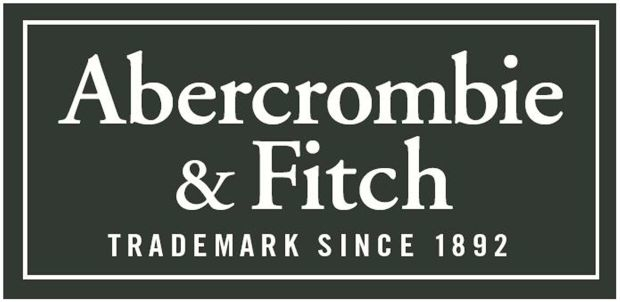 Abercrombie
& Fitch
TRADEMARK SINCE 1892